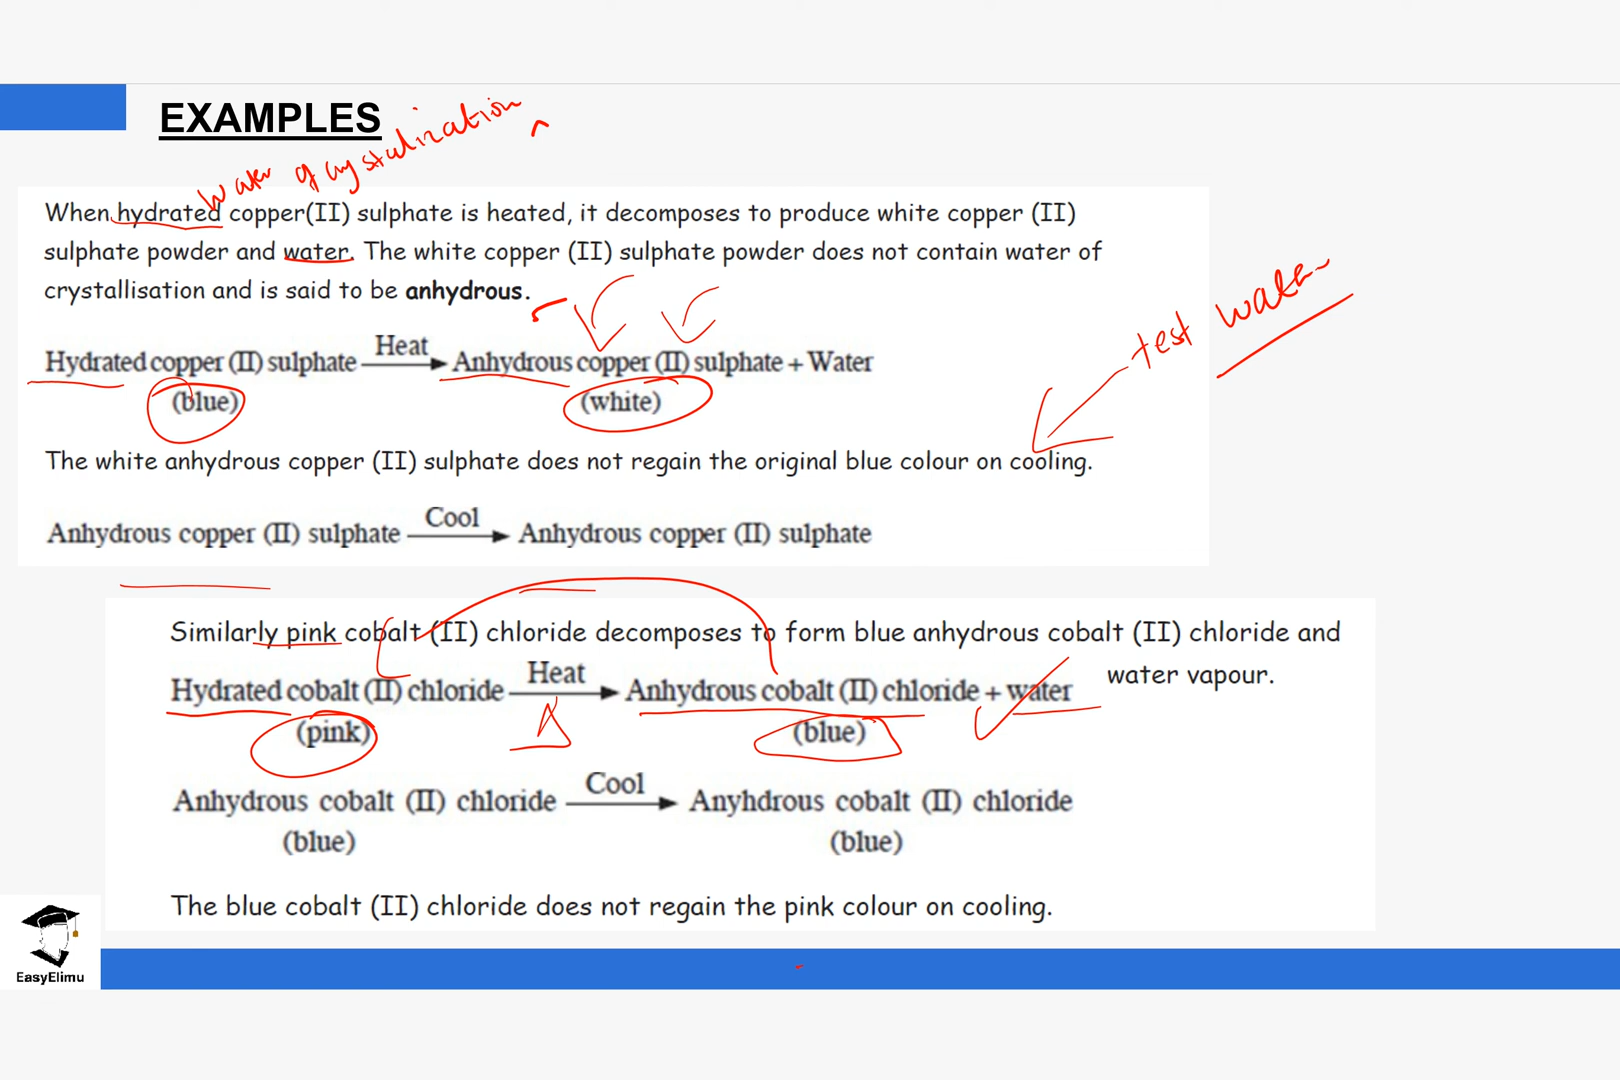 EXAMPLES
water of crystalization
When hydrated copper(II) sulphate is heated, it decomposes to produce white copper (II)
sulphate powder and water. The white copper (II) sulphate powder does not contain water of
crystallisation and is said to be anhydrous.
test water
Hydrated copper (II) sulphate Heat Anhydrous copper (II) sulphate + Water
(blue) (white)
The white anhydrous copper (II) sulphate does not regain the original blue colour on cooling.
Anhydrous copper (II) sulphate Cool Anhydrous copper (II) sulphate
Similarly pink cobalt (II) chloride decomposes to form blue anhydrous cobalt (II) chloride and
water vapour.
Hydrated cobalt (II) chloride Heat Anhydrous cobalt (II) chloride + water
(pink) Δ (blue)
Anhydrous cobalt (II) chloride Cool Anyhdrous cobalt (II) chloride
(blue) (blue)
The blue cobalt (II) chloride does not regain the pink colour on cooling.
EasyElimu